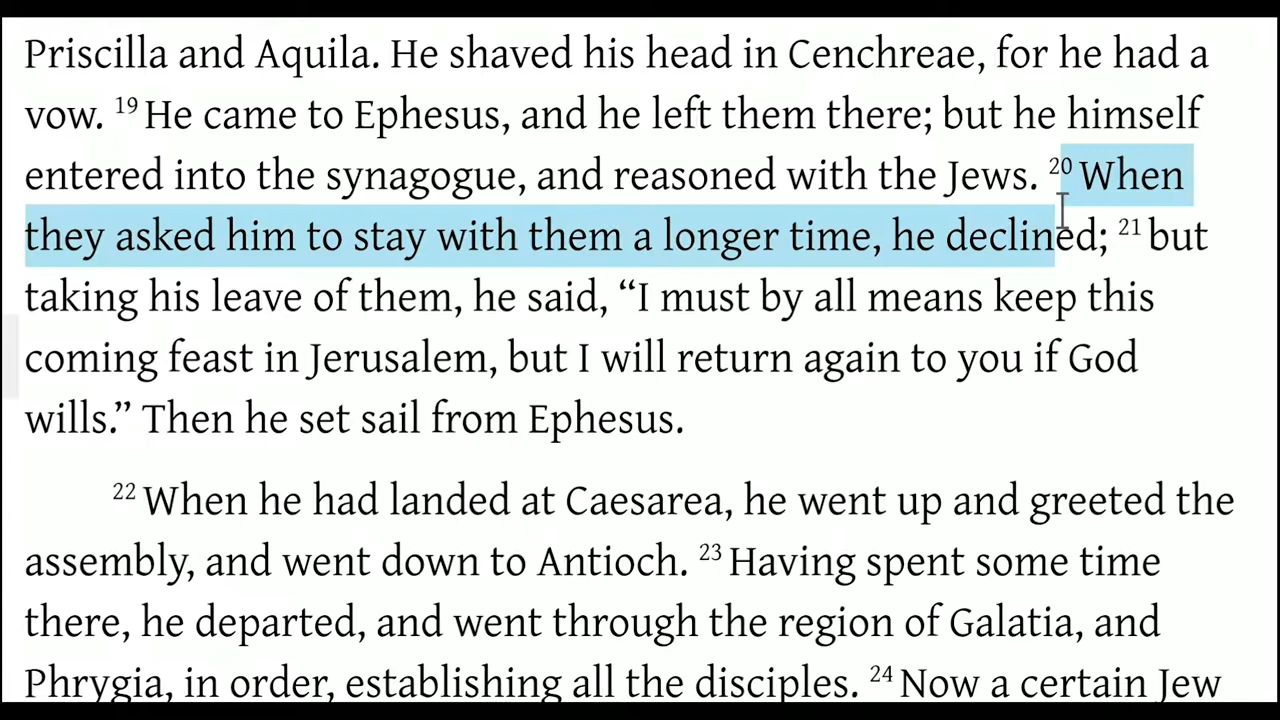 Priscilla and Aquila. He shaved his head in Cenchreae, for he had a
vow. 19 He came to Ephesus, and he left them there; but he himself
entered into the synagogue, and reasoned with the Jews. 20 When
they asked him to stay with them a longer time, he declined; 21 but
taking his leave of them, he said, “I must by all means keep this
coming feast in Jerusalem, but I will return again to you if God
wills.” Then he set sail from Ephesus.
22 When he had landed at Caesarea, he went up and greeted the
assembly, and went down to Antioch. 23 Having spent some time
there, he departed, and went through the region of Galatia, and
Phrygia, in order, establishing all the disciples. 24 Now a certain Jew